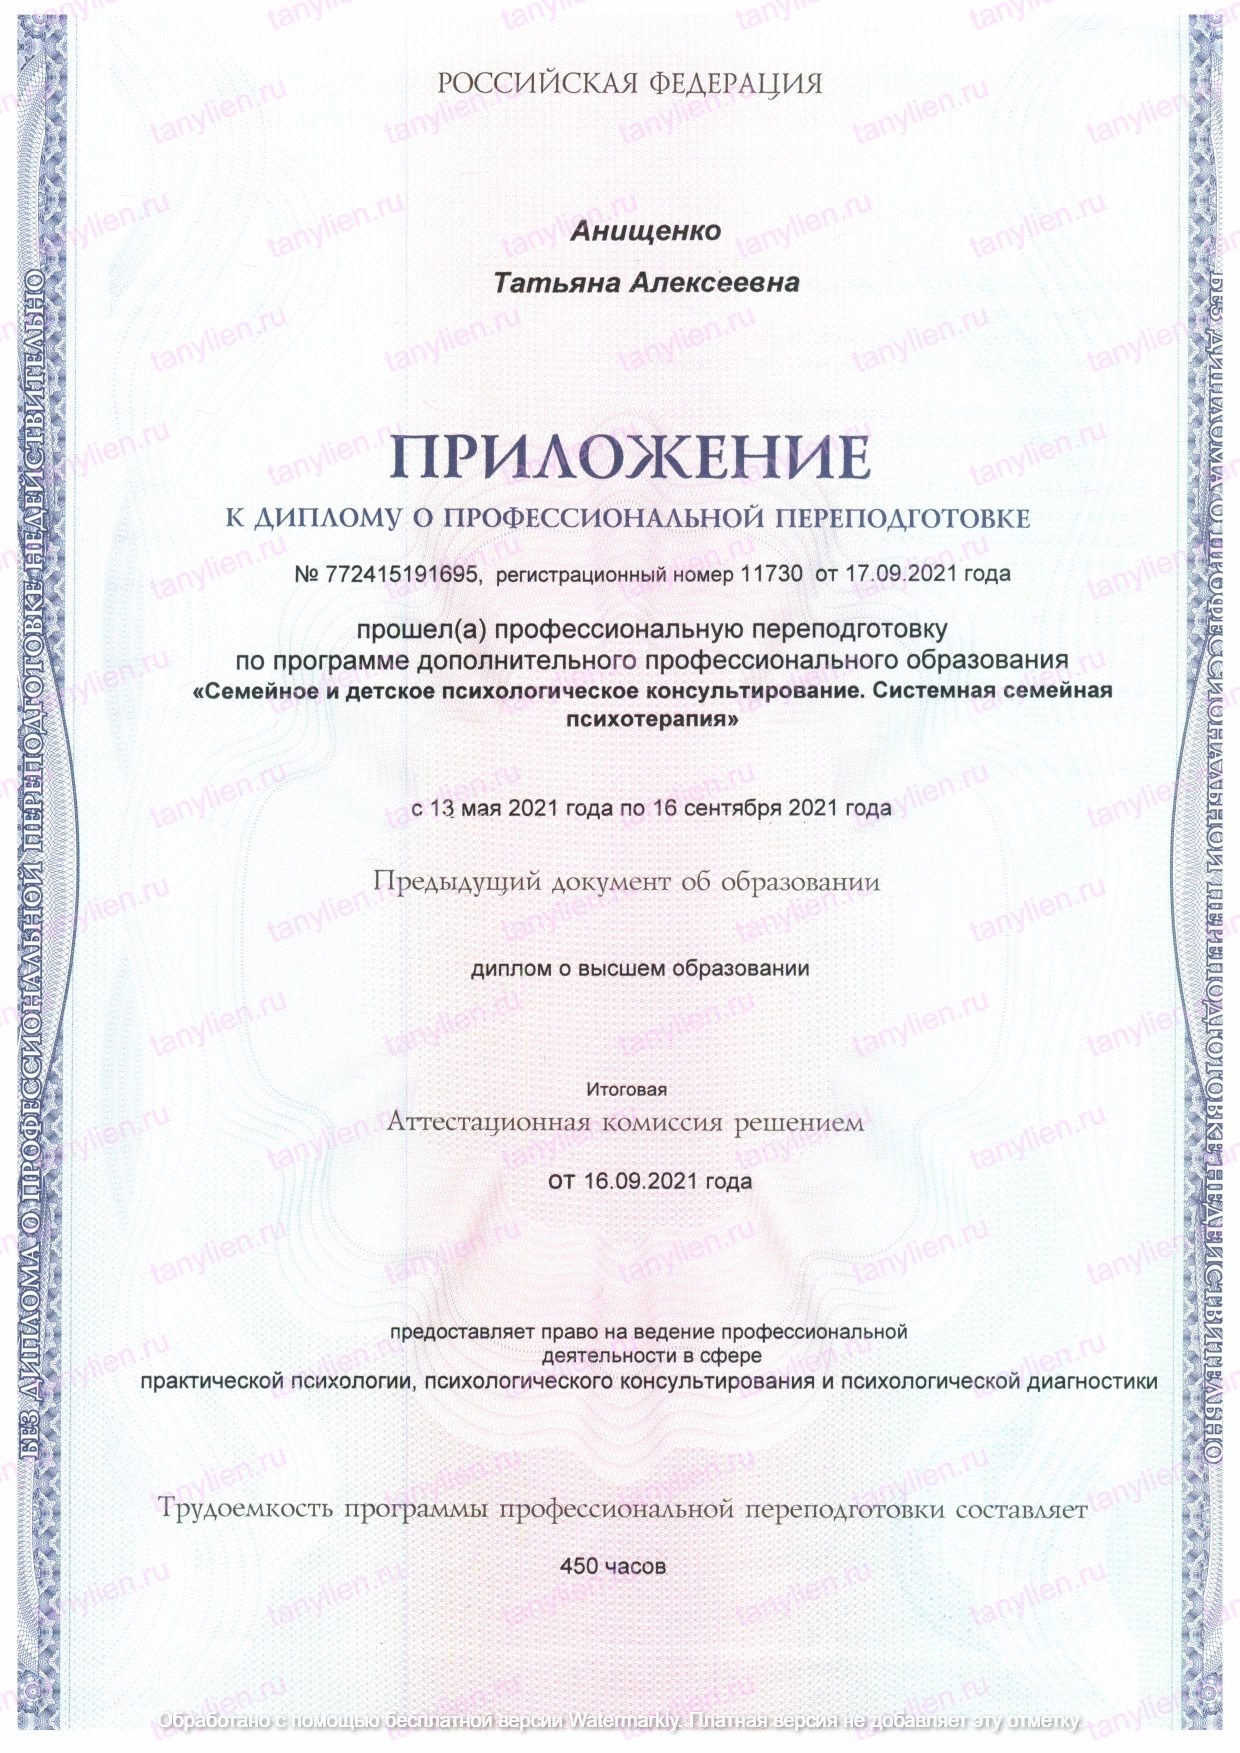 РОССИЙСКАЯ ФЕДЕРАЦИЯ
Анищенко
Татьяна Алексеевна
ПРИЛОЖЕНИЕ
К ДИПЛОМУ О ПРОФЕССИОНАЛЬНОЙ ПЕРЕПОДГОТОВКЕ
№ 772415191695, регистрационный номер 11730 от 17.09.2021 года
прошел(а) профессиональную переподготовку
по программе дополнительного профессионального образования
«Семейное и детское психологическое консультирование. Системная семейная
психотерапия»
с 13 мая 2021 года по 16 сентября 2021 года
Предыдущий документ об образовании
диплом о высшем образовании
Итоговая
Аттестационная комиссия решением
от 16.09.2021 года
предоставляет право на ведение профессиональной
деятельности в сфере
практической психологии, психологического консультирования и психологической диагностики
Трудоемкость программы профессиональной переподготовки составляет
450 часов
БЕЗ ДИПЛОМА О ПРОФЕССИОНАЛЬНОЙ ПЕРЕПОДГОТОВКЕ НЕДЕЙСТВИТЕЛЬНО
БЕЗ ДИПЛОМА О ПРОФЕССИОНАЛЬНОЙ ПЕРЕПОДГОТОВКЕ НЕДЕЙСТВИТЕЛЬНО
tanylien.ru
Обработано с помощью бесплатной версии Watermarkly. Платная версия не добавляет эту отметку.